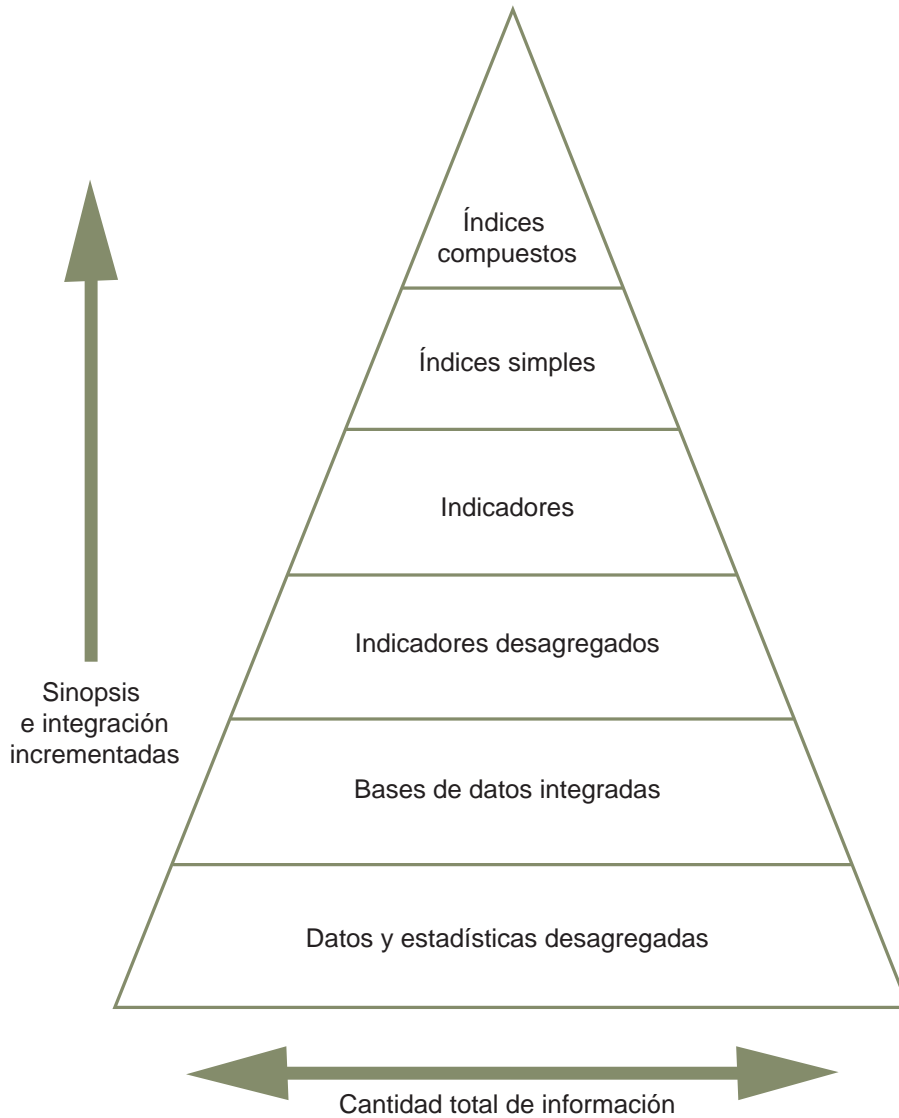 Índices
compuestos
Índices simples
Indicadores
Indicadores desagregados
Sinopsis
e integración
incrementadas
Bases de datos integradas
Datos y estadísticas desagregadas
Cantidad total de información